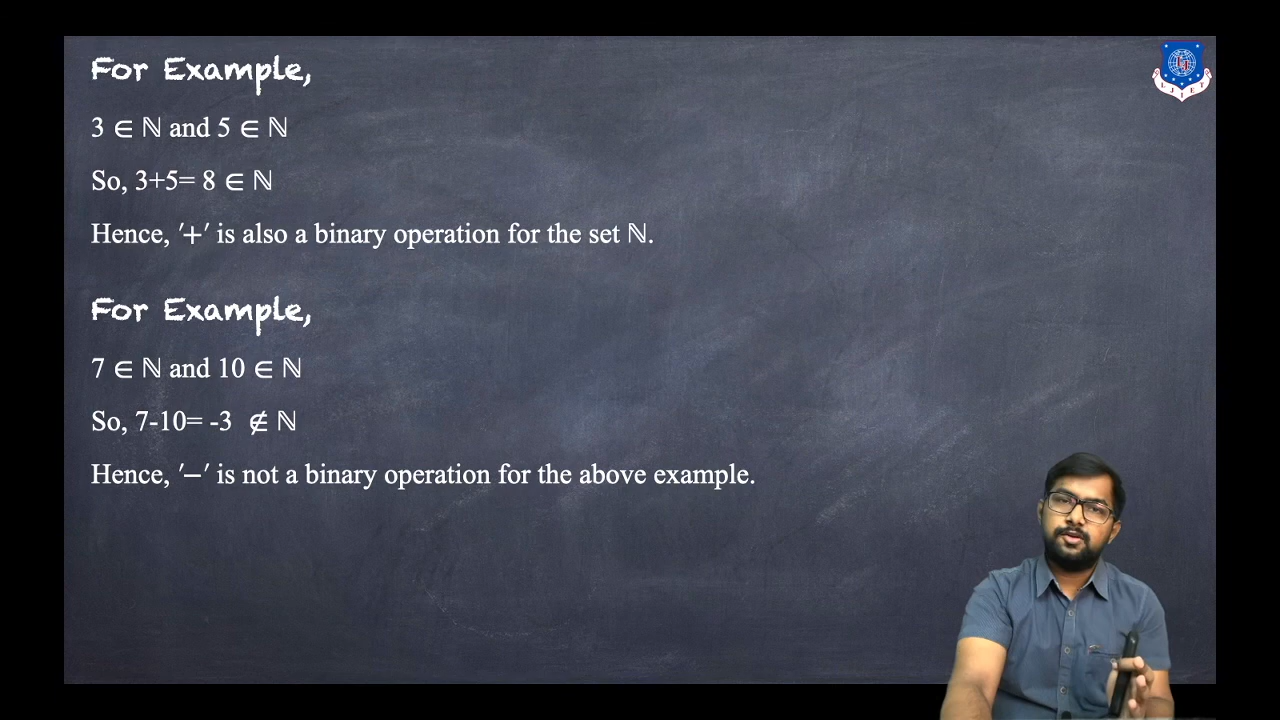 For Example,
3 ∈ ℕ and 5 ∈ ℕ
So, 3+5= 8 ∈ ℕ
Hence, ′+′ is also a binary operation for the set ℕ.
For Example,
7 ∈ ℕ and 10 ∈ ℕ
So, 7-10= -3 ∉ ℕ
Hence, ′−′ is not a binary operation for the above example.